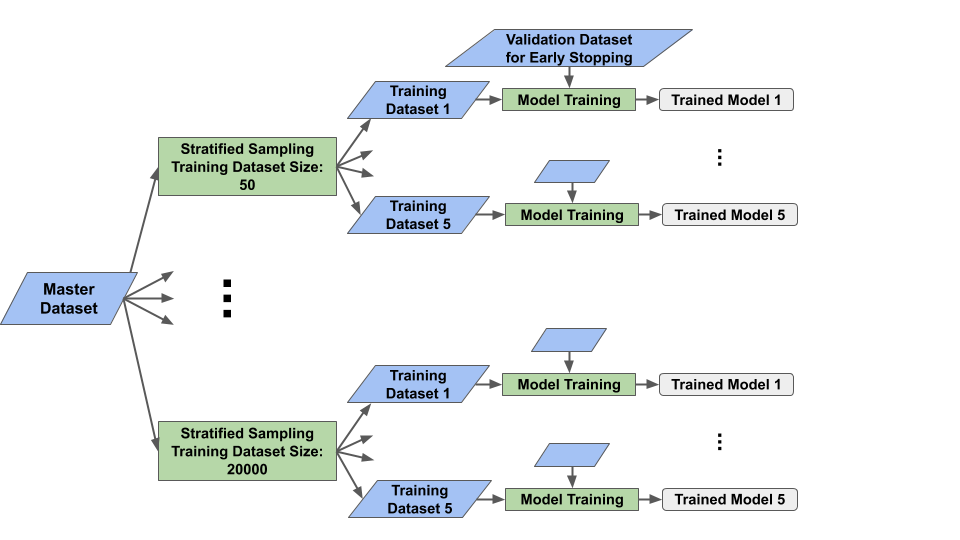 Validation Dataset
for Early Stopping
Training
Dataset 1
Model Training
Trained Model 1
Stratified Sampling
Training Dataset Size:
50
Training
Dataset 5
Model Training
Trained Model 5
Master
Dataset
Training
Dataset 1
Model Training
Trained Model 1
Stratified Sampling
Training Dataset Size:
20000
Training
Dataset 5
Model Training
Trained Model 5